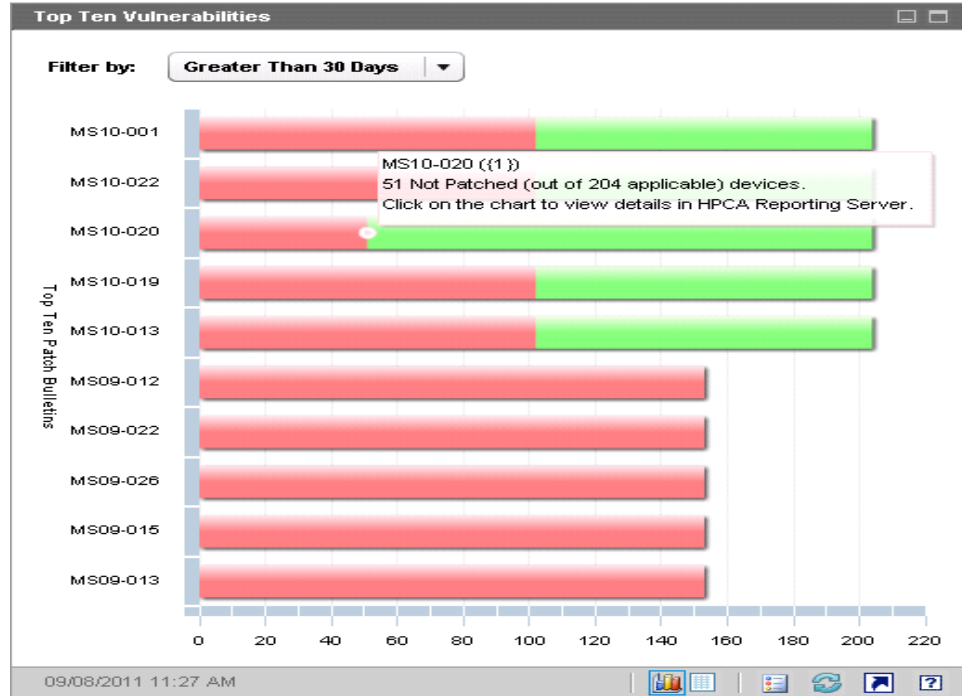 Top Ten Vulnerabilities
Filter by: Greater Than 30 Days
MS10-001
MS10-022
MS10-020
MS10-019
MS10-013
MS09-012
MS09-022
MS09-026
MS09-015
MS09-013
Top Ten Patch Bulletins
MS10-020 ({1 })
51 Not Patched (out of 204 applicable) devices.
Click on the chart to view details in HPCA Reporting Server.
0 20 40 60 80 100 120 140 160 180 200 220
09/08/2011 11:27 AM
?